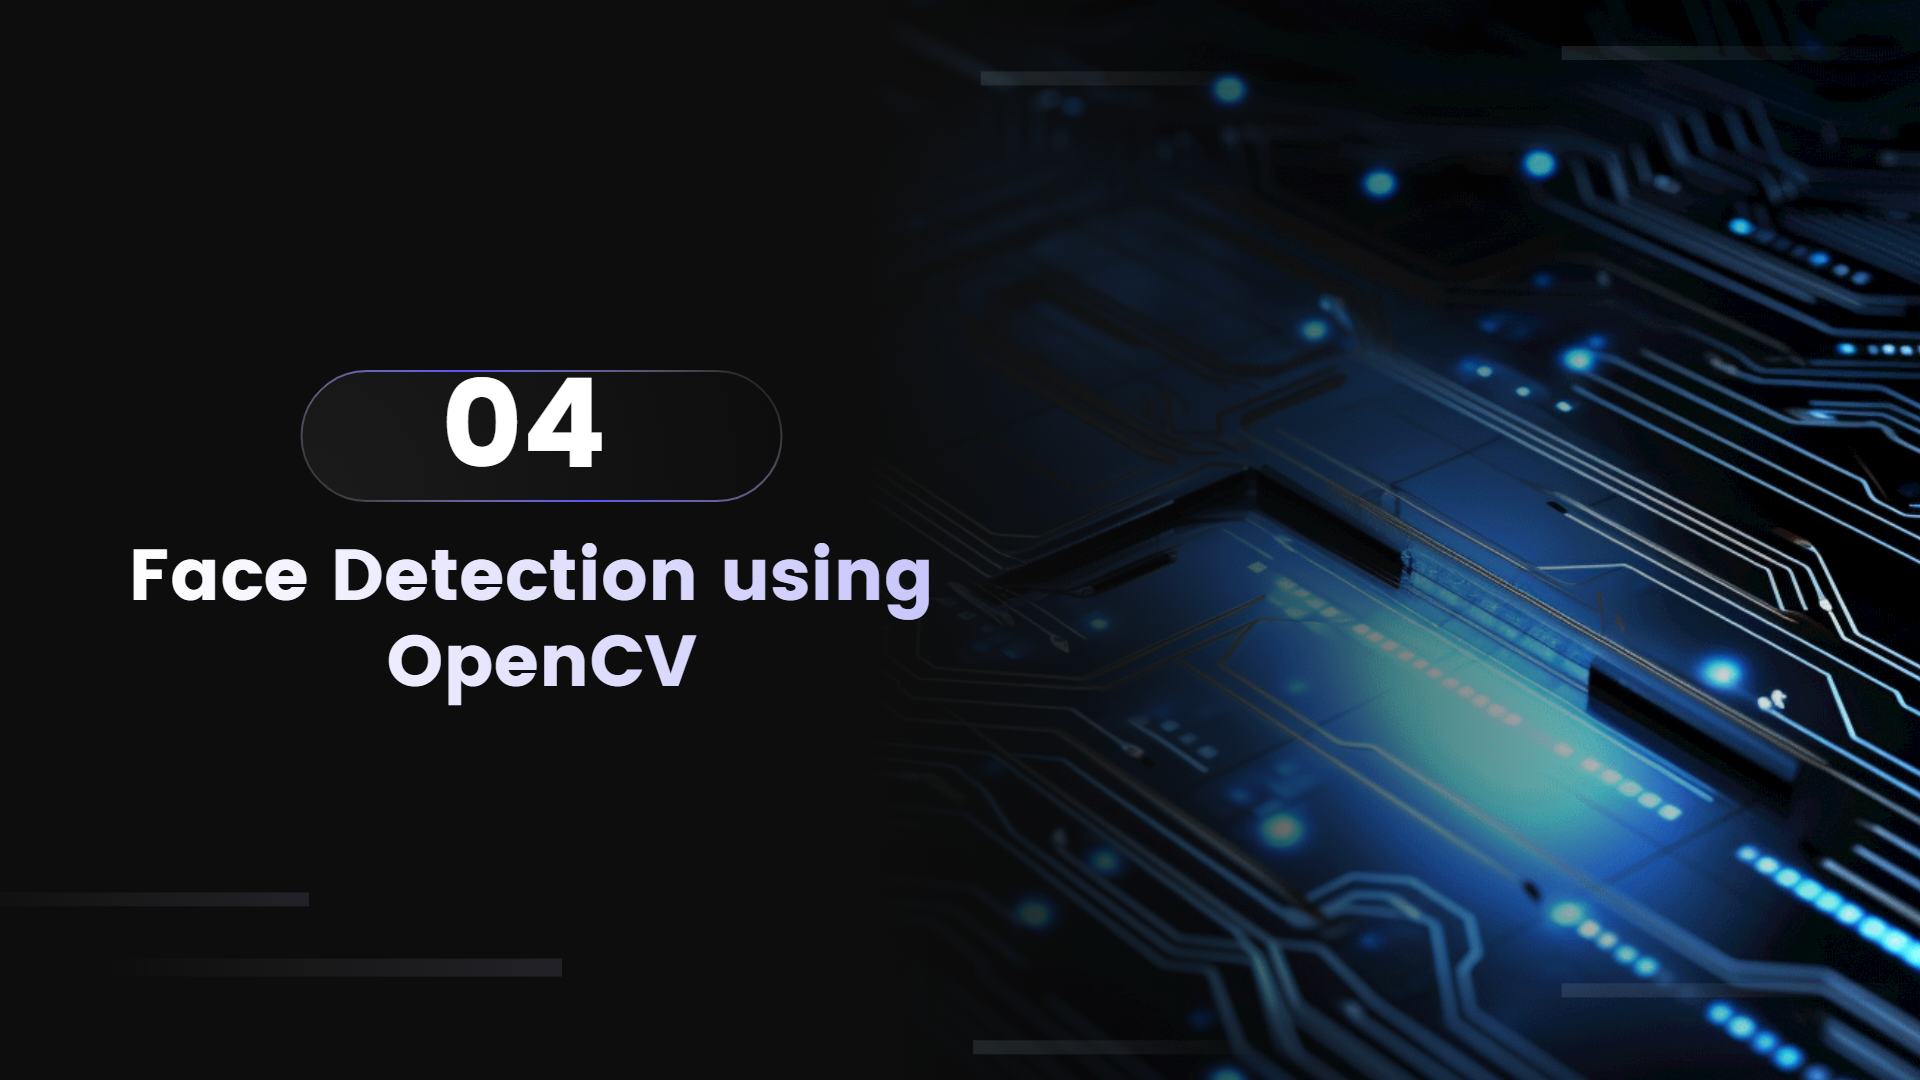 04
Face Detection using
OpenCV